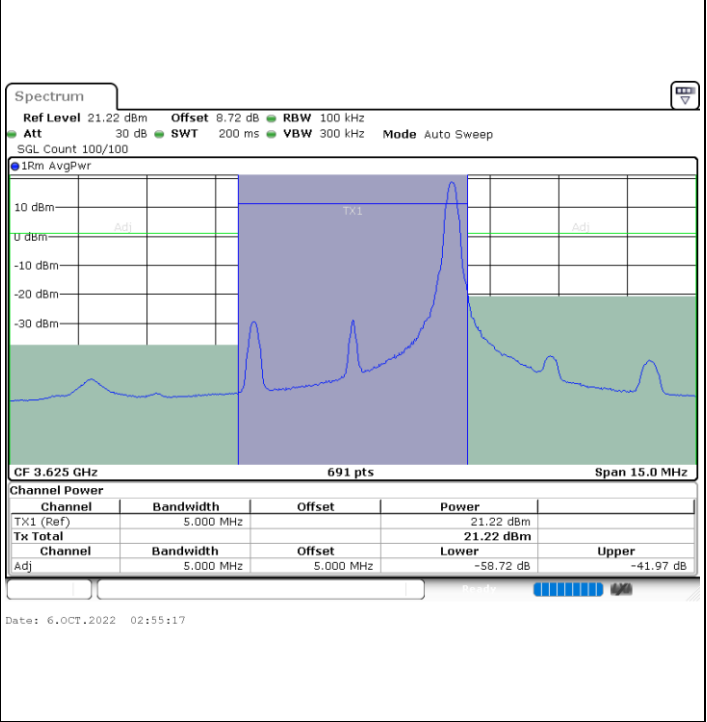 Spectrum
Ref Level 21.22 dBm Offset 8.72 dB RBW 100 kHz
Att 30 dB SWT 200 ms VBW 300 kHz Mode Auto Sweep
SGL Count 100/100
1Rm AvgPwr
10 dBm
TX1
Adj
Adj
0 dBm
-10 dBm
-20 dBm
-30 dBm
CF 3.625 GHz 691 pts Span 15.0 MHz
Channel Power
Channel Bandwidth Offset Power
TX1 (Ref) 5.000 MHz 21.22 dBm
Tx Total 21.22 dBm
Channel Bandwidth Offset Lower Upper
Adj 5.000 MHz 5.000 MHz -58.72 dB -41.97 dB
Ready
Date: 6.OCT.2022 02:55:17